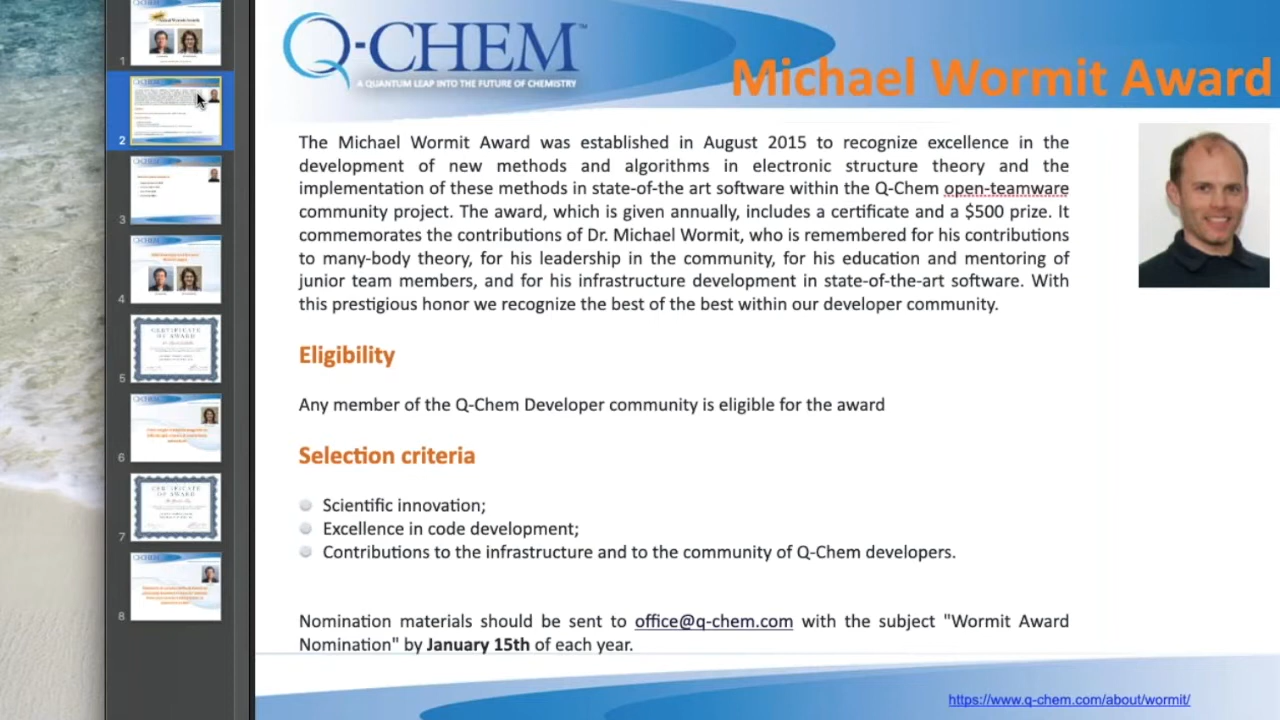 Q-CHEM™
A QUANTUM LEAP INTO THE FUTURE OF CHEMISTRY
Michael Wormit Award
The Michael Wormit Award was established in August 2015 to recognize excellence in the
development of new methods and algorithms in electronic structure theory and the
implementation of these methods in state-of-the art software within the Q-Chem open-teamware
community project. The award, which is given annually, includes a certificate and a $500 prize. It
commemorates the contributions of Dr. Michael Wormit, who is remembered for his contributions
to many-body theory, for his leadership in the community, for his education and mentoring of
junior team members, and for his infrastructure development in state-of-the-art software. With
this prestigious honor we recognize the best of the best within our developer community.
Eligibility
Any member of the Q-Chem Developer community is eligible for the award
Selection criteria
Scientific innovation;
Excellence in code development;
Contributions to the infrastructure and to the community of Q-Chem developers.
Nomination materials should be sent to office@q-chem.com with the subject "Wormit Award
Nomination" by January 15th of each year.
https://www.q-chem.com/about/wormit/
1
2
3
4
5
CERTIFICATE
OF AWARD
6
7
CERTIFICATE
OF AWARD
8